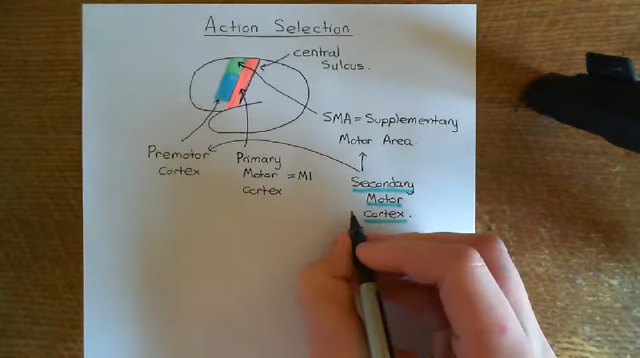 Action Selection
central
Sulcus.
SMA = Supplementary
Motor Area.
Premotor
cortex
Primary
Motor = M1
cortex
Secondary
Motor
cortex.